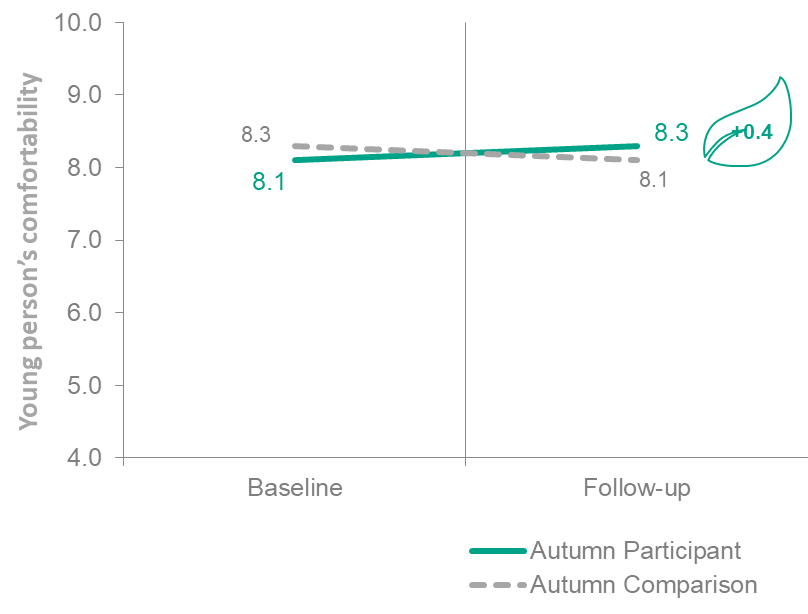 10.0
9.0
8.0
7.0
6.0
5.0
4.0
Young person's comfortability
8.3
8.1
8.3
8.1
+0.4
Baseline
Follow-up
Autumn Participant
Autumn Comparison